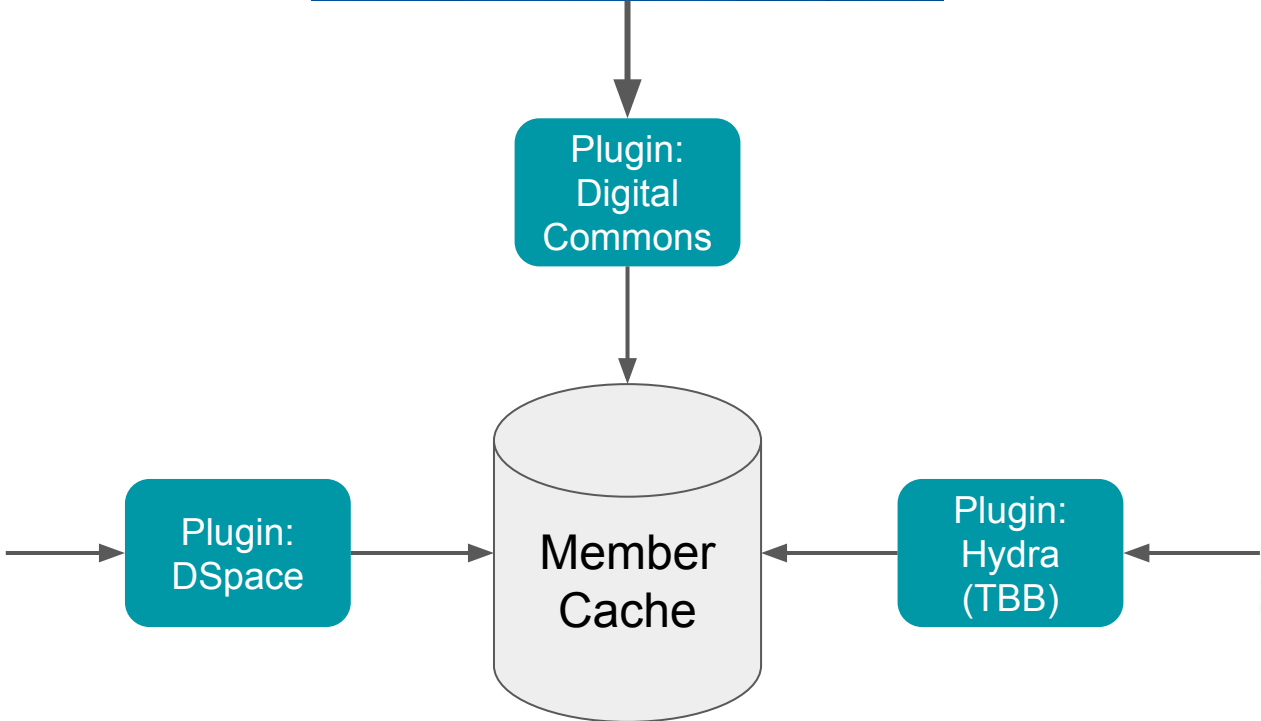 Plugin:
Digital
Commons
Plugin:
DSpace
Member
Cache
Plugin:
Hydra
(TBB)